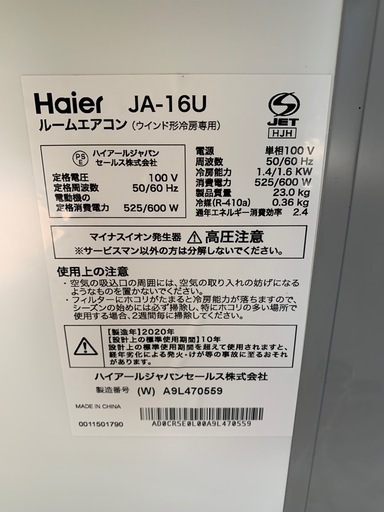 Haier JA-16U
ルームエアコン (ウインド形冷房専用)
S JET
HJH
PS E
ハイアールジャパン
セールス株式会社
定格電圧 100 V
定格周波数 50/60 Hz
電動機の
定格消費電力 525/600 W
電源 単相100 V
周波数 50/60 Hz
冷房能力 1.4/1.6 KW
消費電力 525/600 W
製品質量 23.0 kg
冷媒(R-410a) 0.36 kg
通年エネルギー消費効率 2.4
マイナスイオン発生器 高圧注意
※サービスマン以外の方は分解しないでください。
使用上の注意
・空気の吸込口の周囲には、空気の取り入れの妨げになる
ようなものを置かないでください。
・フィルターにホコリがたまると冷房能力が落ちますので、
シーズンの始めには必ず掃除し、特にホコリの多い場所で
使う場合、2週間毎に掃除してください。
【製造年】2020年
【設計上の標準使用期間】10年
設計上の標準使用期間を超えて使用されますと、
経年劣化による発火・けが等の事故に至るおそれが
あります。
ハイアールジャパンセールス株式会社
製造番号 (W) A9L470559
MADE IN CHINA
0011501790
AD0CR5E0L00A9L470559